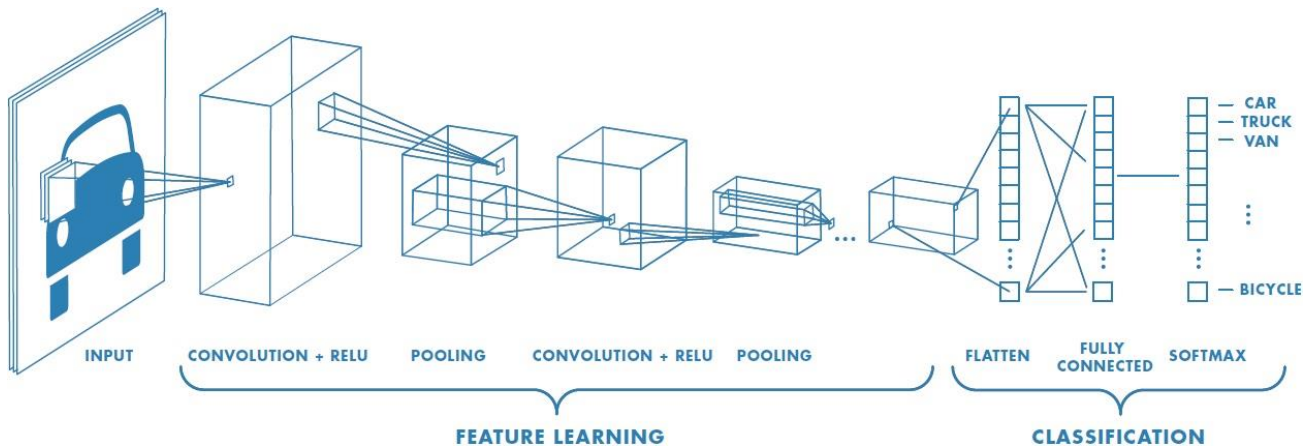 CAR
TRUCK
VAN
BICYCLE
INPUT
CONVOLUTION + RELU
POOLING
CONVOLUTION + RELU
POOLING
FLATTEN
FULLY
CONNECTED
SOFTMAX
FEATURE LEARNING
CLASSIFICATION